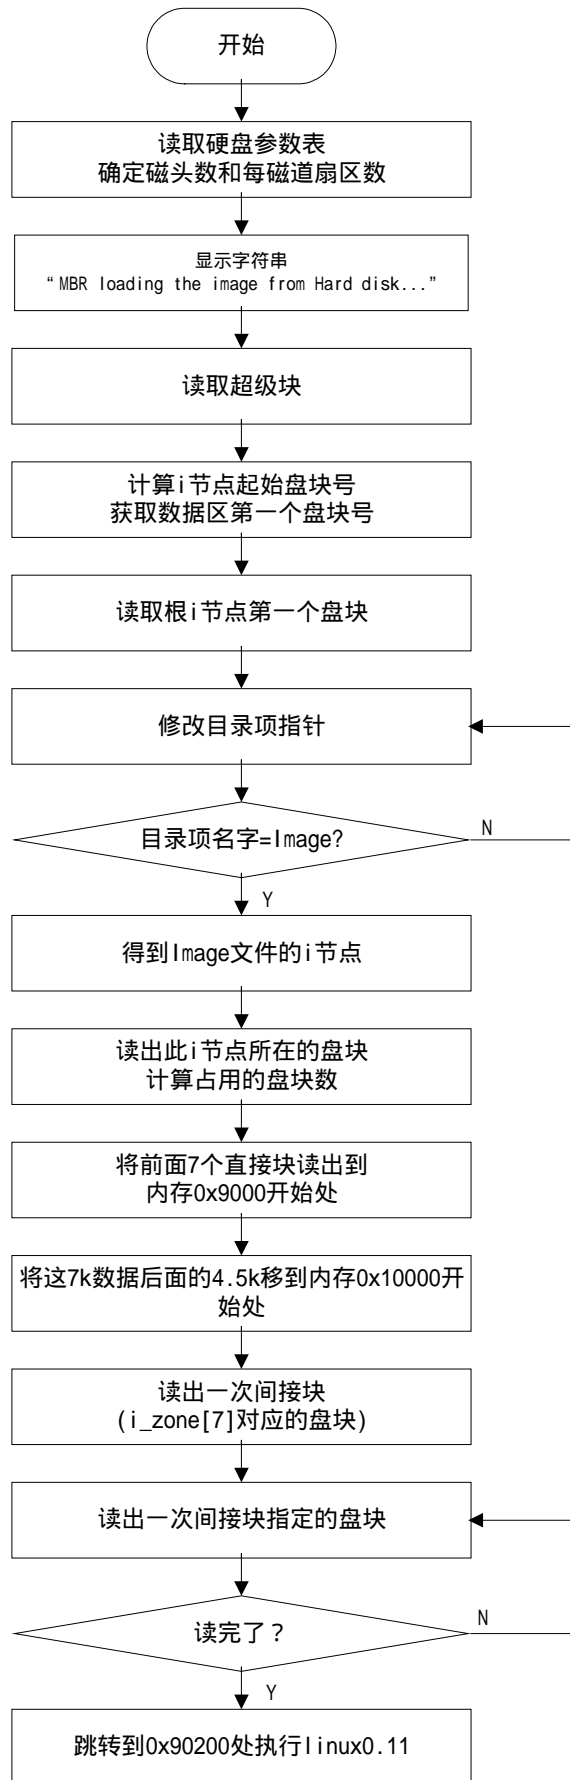 开始
读取硬盘参数表
确定磁头数和每磁道扇区数
显示字符串
“MBR loading the image from Hard disk...”
读取超级块
计算i节点起始盘块号
获取数据区第一个盘块号
读取根i节点第一个盘块
修改目录项指针
目录项名字=Image?
N
Y
得到Image文件的i节点
读出此i节点所在的盘块
计算占用的盘块数
将前面7个直接块读出到
内存0x9000开始处
将这7k数据后面的4.5k移到内存0x10000开
始处
读出一次间接块
(i_zone[7]对应的盘块)
读出一次间接块指定的盘块
读完了？
N
Y
跳转到0x90200处执行linux0.11